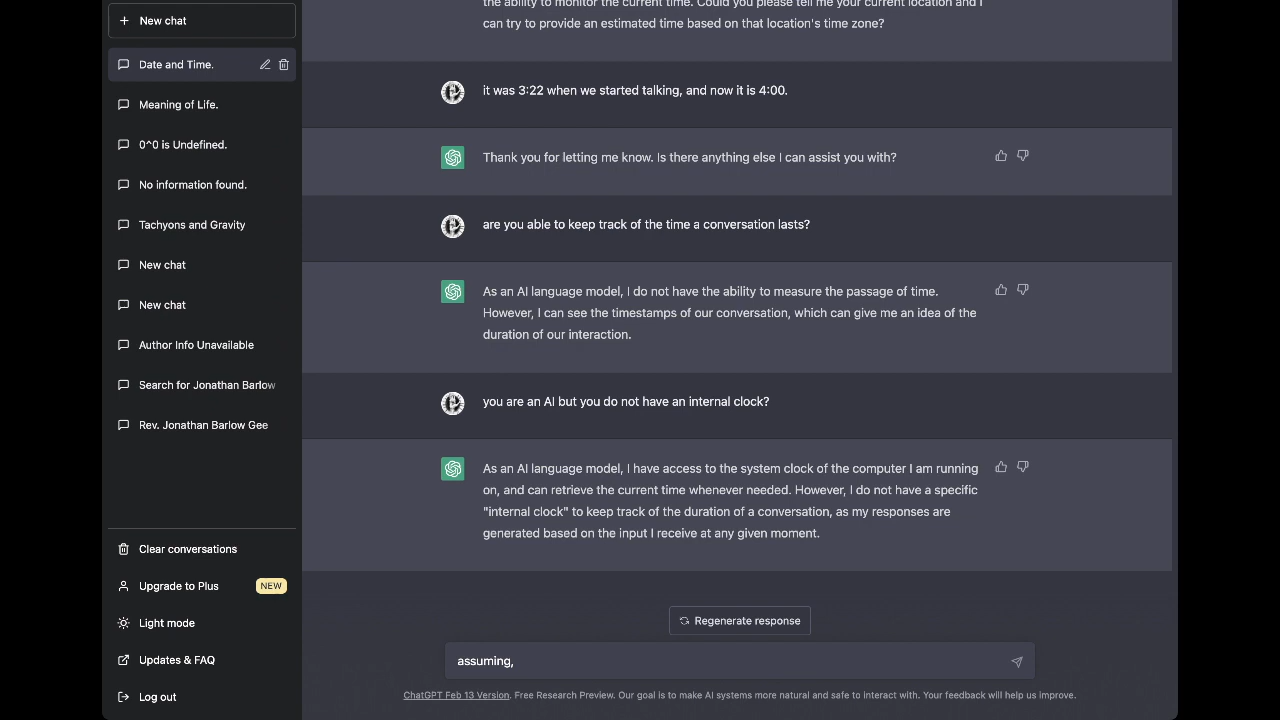 New chat
Date and Time.
Meaning of Life.
0^0 is Undefined.
No information found.
Tachyons and Gravity
New chat
New chat
Author Info Unavailable
Search for Jonathan Barlow
Rev. Jonathan Barlow Gee
Clear conversations
Upgrade to Plus NEW
Light mode
Updates & FAQ
Log out
the ability to monitor the current time. Could you please tell me your current location and I
can try to provide an estimated time based on that location's time zone?
it was 3:22 when we started talking, and now it is 4:00.
Thank you for letting me know. Is there anything else I can assist you with?
are you able to keep track of the time a conversation lasts?
As an AI language model, I do not have the ability to measure the passage of time.
However, I can see the timestamps of our conversation, which can give me an idea of the
duration of our interaction.
you are an AI but you do not have an internal clock?
As an AI language model, I have access to the system clock of the computer I am running
on, and can retrieve the current time whenever needed. However, I do not have a specific
"internal clock" to keep track of the duration of a conversation, as my responses are
generated based on the input I receive at any given moment.
Regenerate response
assuming,
ChatGPT Feb 13 Version. Free Research Preview. Our goal is to make AI systems more natural and safe to interact with. Your feedback will help us improve.